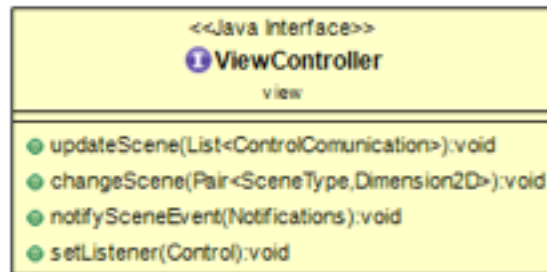 <<Java Interface>>
I ViewController
view
updateScene(List<ControlComunication>):void
changeScene(Pair<SceneType,Dimension2D>):void
notifySceneEvent(Notifications):void
setListener(Control):void